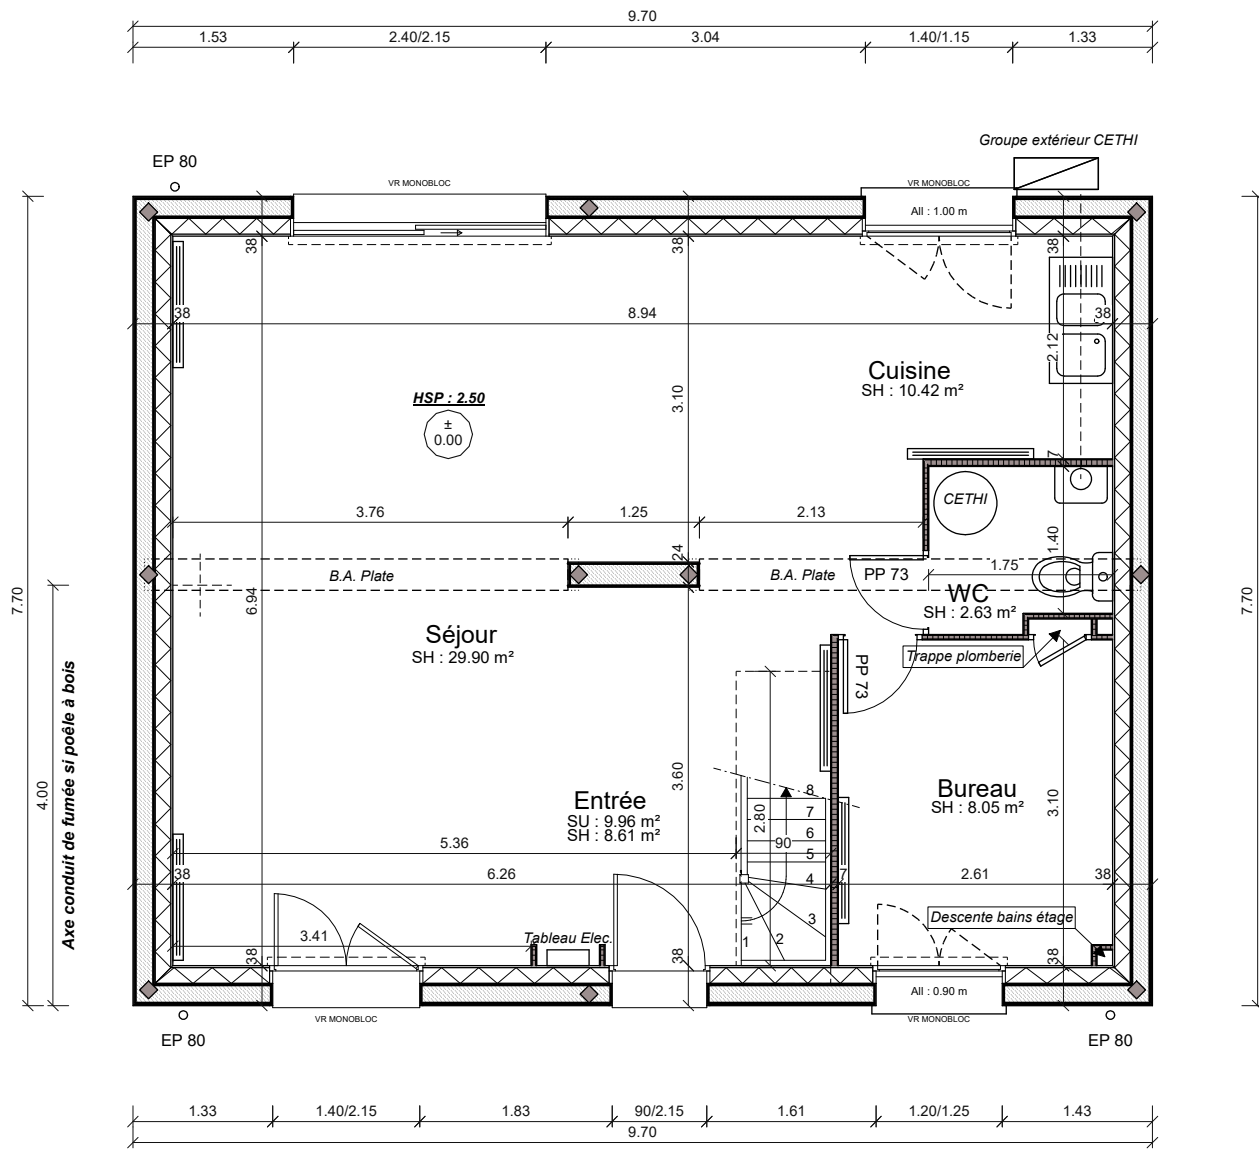 9.70
1.53 2.40/2.15 3.04 1.40/1.15 1.33
Groupe extérieur CETHI
EP 80
VR MONOBLOC VR MONOBLOC
All : 1.00 m
38 38 38
38 8.94 38
2.12
Cuisine
SH : 10.42 m²
HSP : 2.50
±
0.00
3.10
7
CETHI
3.76 1.25 2.13
24 1.40
1.75
B.A. Plate B.A. Plate PP 73
WC
SH : 2.63 m²
7.70 6.94 7.70
Séjour
SH : 29.90 m²
Trappe plomberie
PP 73
Axe conduit de fumée si poêle à bois
4.00
3.60
Entrée
SU : 9.96 m²
SH : 8.61 m²
Bureau
SH : 8.05 m²
3.10
2.80
90
8
7
6
5
4
3
2
1
5.36
38 6.26 7 2.61 38
3.41
Tableau Elec.
Descente bains étage
38 38 38
All : 0.90 m
VR MONOBLOC VR MONOBLOC
EP 80 EP 80
1.33 1.40/2.15 1.83 90/2.15 1.61 1.20/1.25 1.43
9.70